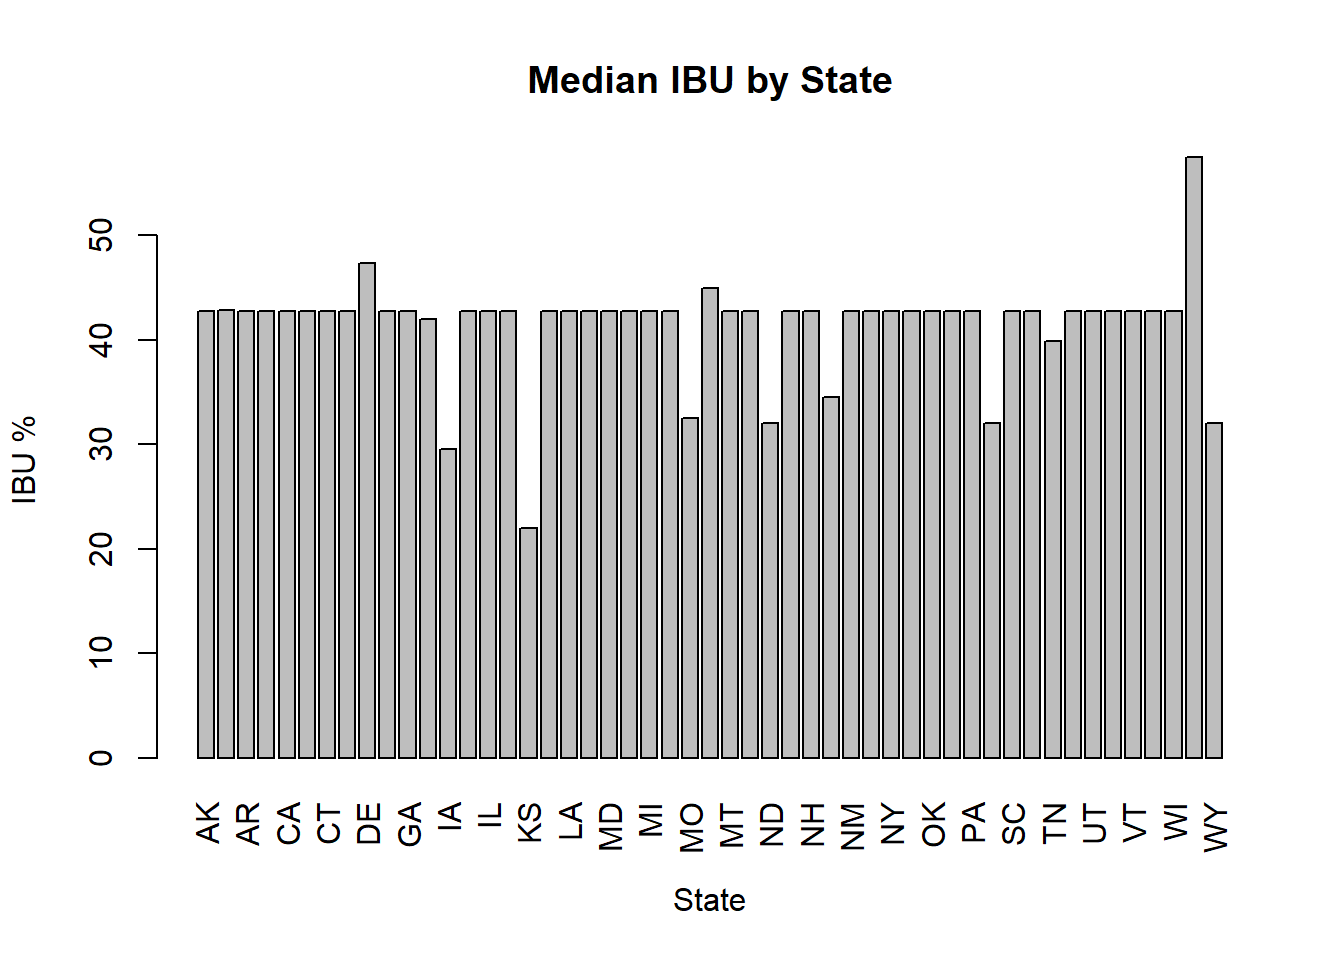 Median IBU by State
IBU %
50
40
30
20
10
0
AK AR CA CT DE GA IA IL KS LA MD MI MO MT ND NH NM NY OK PA SC TN UT VT WI WY
State